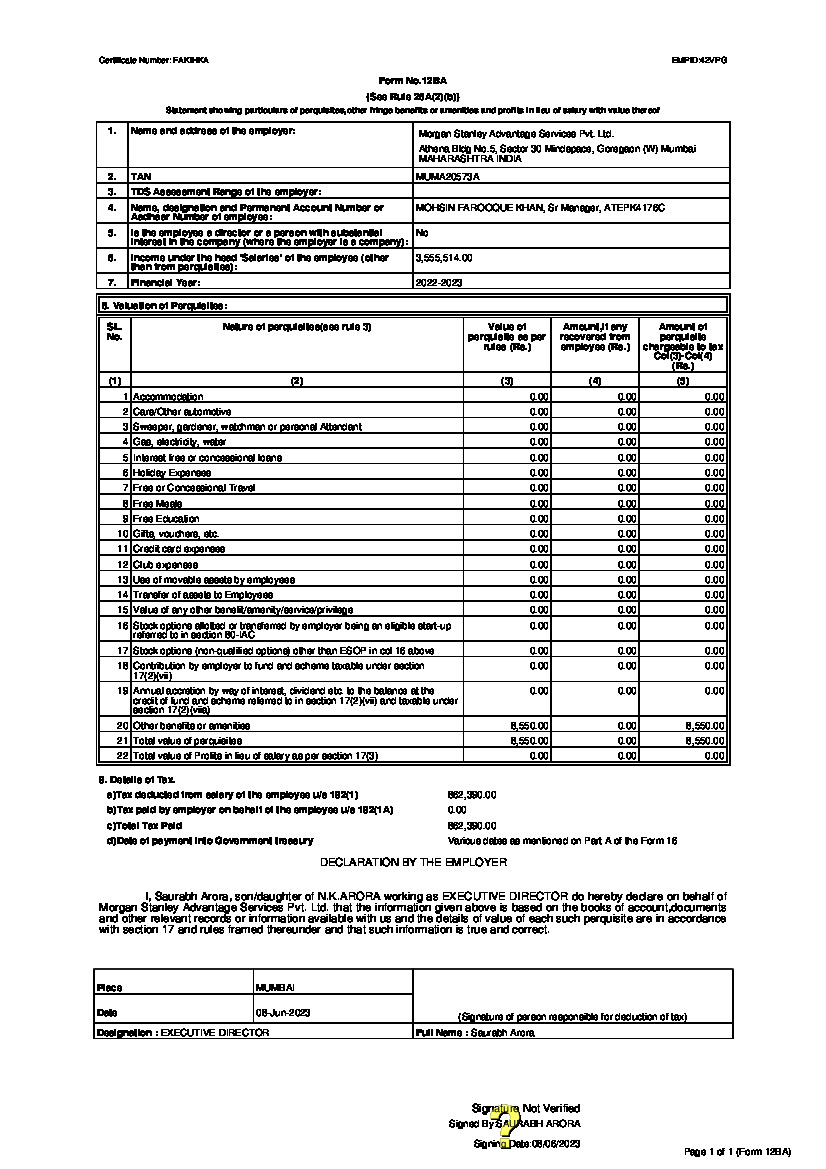 Certificate Number: FAKIHKA EMPID:42VPG
Form No.12BA
{See Rule 26A(2)(b)}
Statement showing particulars of perquisites,other fringe benefits or amenities and profits in lieu of salary with value thereof
1. Name and address of the employer: Morgan Stanley Advantage Services Pvt. Ltd.
Athena,Bldg No.5, Sector 30 Mindspace, Goregaon (W) Mumbai
MAHARASHTRA INDIA
2. TAN MUMA20573A
3. TDS Assessment Range of the employer:
4. Name, designation and Permanent Account Number or MOHSIN FAROOQUE KHAN, Sr Manager, ATEPK4176C
Aadhaar Number of employee:
5. Is the employee a director or a person with substantial No
interest in the company (where the employer is a company):
6. Income under the head 'Salaries' of the employee (other 3,555,514.00
than from perquisites):
7. Financial Year: 2022-2023
8. Valuation of Perquisites:
SL. Nature of perquisites(see rule 3) Value of Amount,if any Amount of
No. perquisite as per recovered from perquisite
rules (Rs.) employee (Rs.) chargeable to tax
Col(3)-Col(4)
(Rs.)
(1) (2) (3) (4) (5)
1 Accommodation 0.00 0.00 0.00
2 Cars/Other automotive 0.00 0.00 0.00
3 Sweeper, gardener, watchman or personal Attendant 0.00 0.00 0.00
4 Gas, electricity, water 0.00 0.00 0.00
5 Interest free or concessional loans 0.00 0.00 0.00
6 Holiday Expenses 0.00 0.00 0.00
7 Free or Concessional Travel 0.00 0.00 0.00
8 Free Meals 0.00 0.00 0.00
9 Free Education 0.00 0.00 0.00
10 Gifts, vouchers, etc. 0.00 0.00 0.00
11 Credit card expenses 0.00 0.00 0.00
12 Club expenses 0.00 0.00 0.00
13 Use of movable assets by employees 0.00 0.00 0.00
14 Transfer of assets to Employees 0.00 0.00 0.00
15 Value of any other benefit/amenity/service/privilege 0.00 0.00 0.00
16 Stock options allotted or transferred by employer being an eligible start-up 0.00 0.00 0.00
referred to in section 80-IAC
17 Stock options (non-qualified options) other than ESOP in col 16 above 0.00 0.00 0.00
18 Contribution by employer to fund and scheme taxable under section 0.00 0.00 0.00
17(2)(vii)
19 Annual accretion by way of interest, dividend etc. to the balance at the 0.00 0.00 0.00
credit of fund and scheme referred to in section 17(2)(vii) and taxable under
section 17(2)(viia)
20 Other benefits or amenities 8,550.00 0.00 8,550.00
21 Total value of perquisites 8,550.00 0.00 8,550.00
22 Total value of Profits in lieu of salary as per section 17(3) 0.00 0.00 0.00
9. Details of Tax.
a)Tax deducted from salary of the employee u/s 192(1) 862,390.00
b)Tax paid by employer on behalf of the employee u/s 192(1A) 0.00
c)Total Tax Paid 862,390.00
d)Date of payment into Government treasury Various dates as mentioned on Part A of the Form 16
DECLARATION BY THE EMPLOYER
I, Saurabh Arora, son/daughter of N.K.ARORA working as EXECUTIVE DIRECTOR do hereby declare on behalf of
Morgan Stanley Advantage Services Pvt. Ltd. that the information given above is based on the books of account,documents
and other relevant records or information available with us and the details of value of each such perquisite are in accordance
with section 17 and rules framed thereunder and that such information is true and correct.
Place MUMBAI
Date 08-Jun-2023 (Signature of person responsible for deduction of tax)
Designation : EXECUTIVE DIRECTOR Full Name : Saurabh Arora
Signature Not Verified
Signed By:SAURABH ARORA
Signing Date:08/06/2023
Page 1 of 1 (Form 12BA)